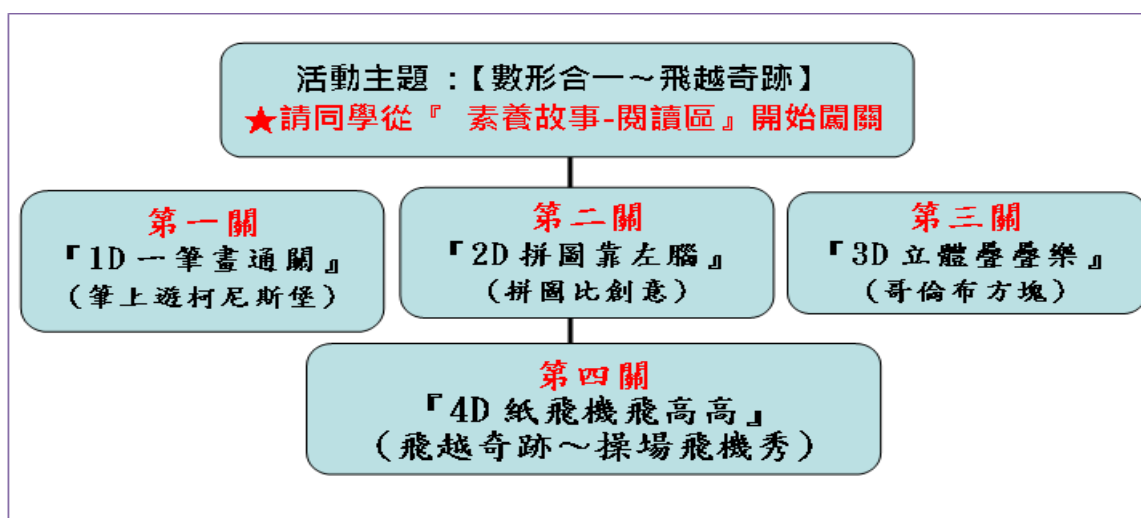 活動主題：【數形合一～飛越奇跡】
★請同學從『 素養故事-閱讀區』開始闖關
第一關
『1D一筆畫通關』
(筆上遊柯尼斯堡)
第二關
『2D拼圖靠左腦』
(拼圖比創意)
第三關
『3D立體疊疊樂』
(哥倫布方塊)
第四關
『4D紙飛機飛高高』
(飛越奇跡～操場飛機秀)